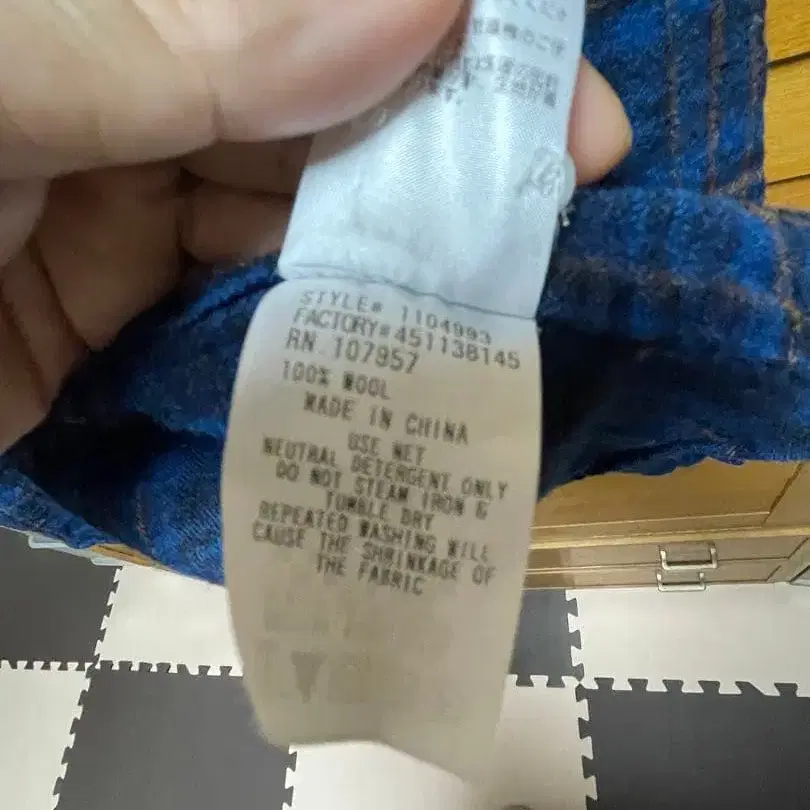 STYLE# 1104993
FACTORY#451138145
RN.107957
100% WOOL
MADE IN CHINA
USE NET
NEUTRAL DETERGENT ONLY
DO NOT STEAM IRON &
TUMBLE DRY
REPEATED WASHING WILL
CAUSE THE SHRINKAGE OF
THE FABRIC